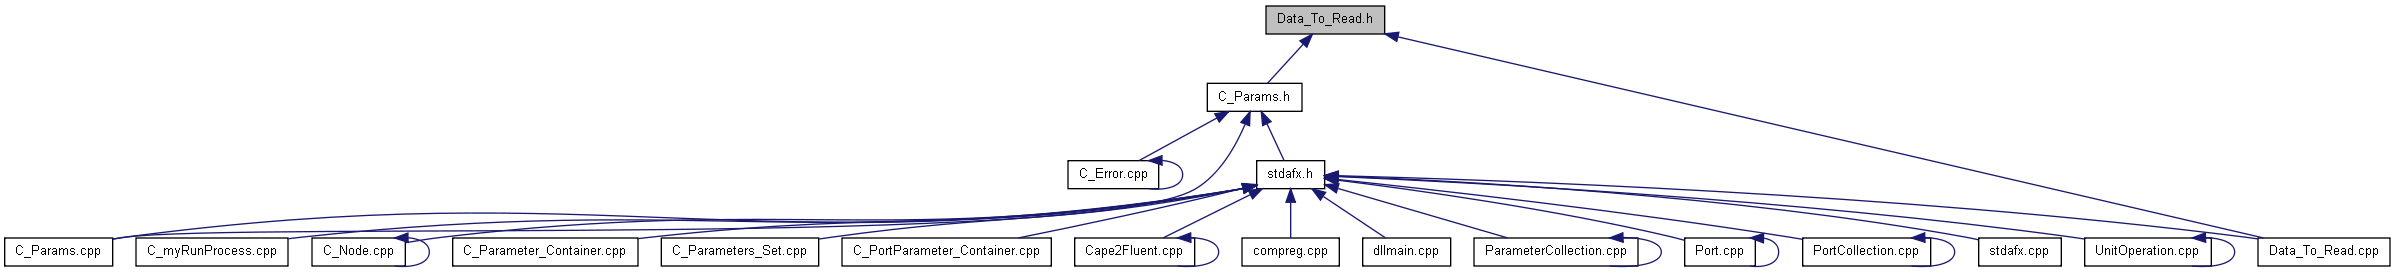 Data_To_Read.h
C_Params.h
C_Error.cpp
stdafx.h
C_Params.cpp
C_myRunProcess.cpp
C_Node.cpp
C_Parameter_Container.cpp
C_Parameters_Set.cpp
C_PortParameter_Container.cpp
Cape2Fluent.cpp
compreg.cpp
dllmain.cpp
ParameterCollection.cpp
Port.cpp
PortCollection.cpp
stdafx.cpp
UnitOperation.cpp
Data_To_Read.cpp